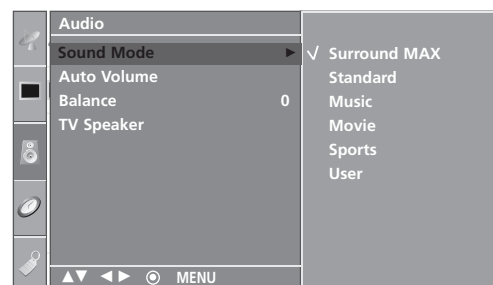 Audio
Sound Mode ►
Auto Volume
Balance 0
TV Speaker
▲▼ ◄► ◉ MENU
√ Surround MAX
Standard
Music
Movie
Sports
User